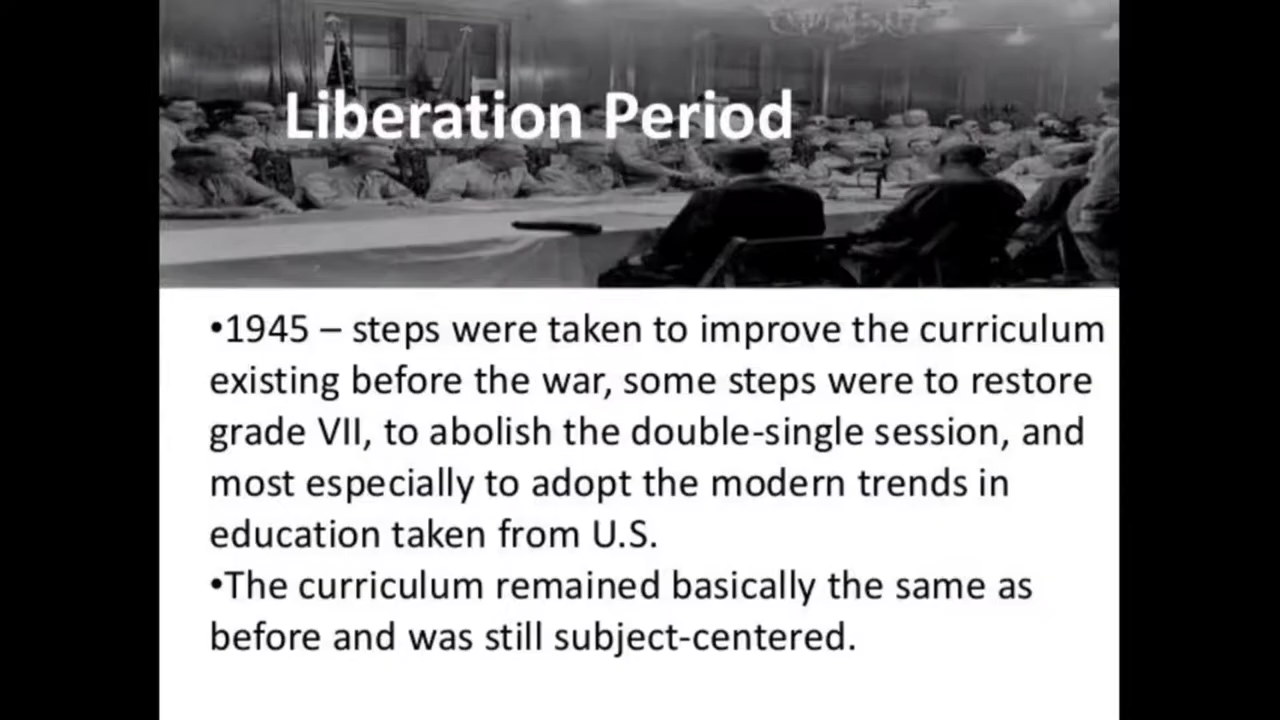 Liberation Period
•1945 – steps were taken to improve the curriculum
existing before the war, some steps were to restore
grade VII, to abolish the double-single session, and
most especially to adopt the modern trends in
education taken from U.S.
•The curriculum remained basically the same as
before and was still subject-centered.